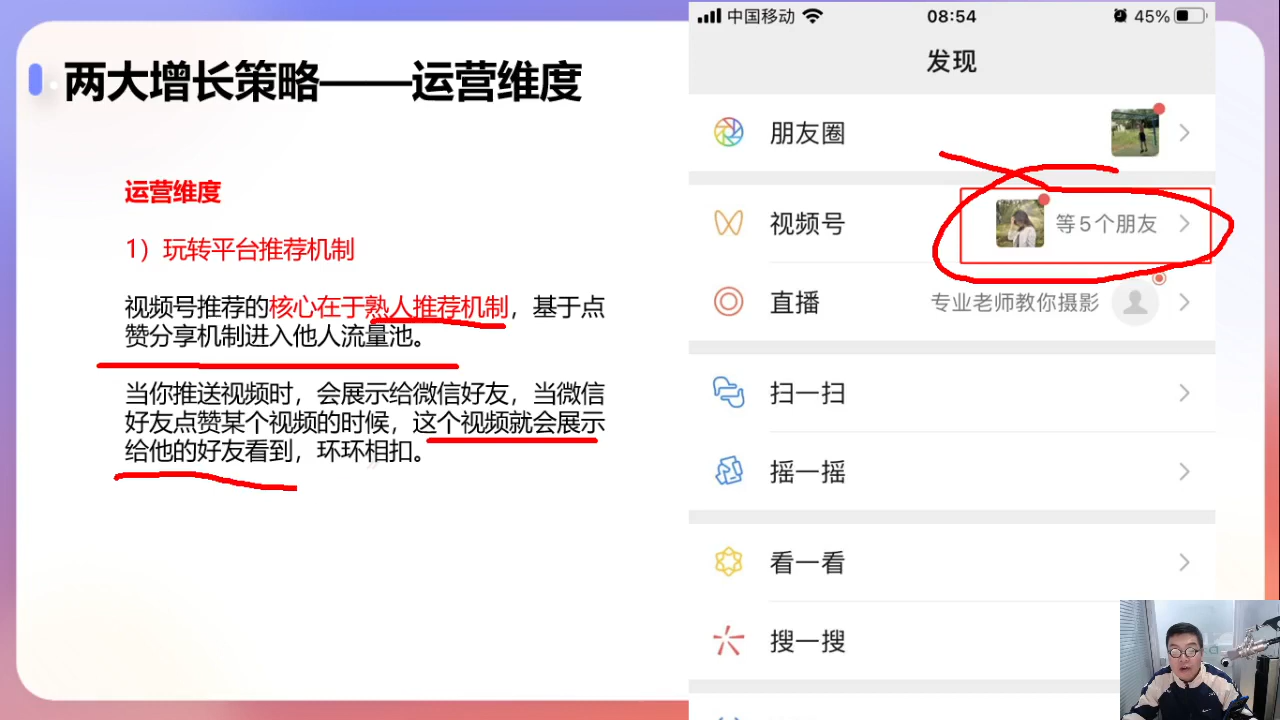 两大增长策略——运营维度
运营维度
1）玩转平台推荐机制
视频号推荐的核心在于熟人推荐机制，基于点
赞分享机制进入他人流量池。
当你推送视频时，会展示给微信好友，当微信
好友点赞某个视频的时候，这个视频就会展示
给他的好友看到，环环相扣。
中国移动 08:54 45%
发现
朋友圈
视频号 等5个朋友
直播 专业老师教你摄影
扫一扫
摇一摇
看一看
搜一搜